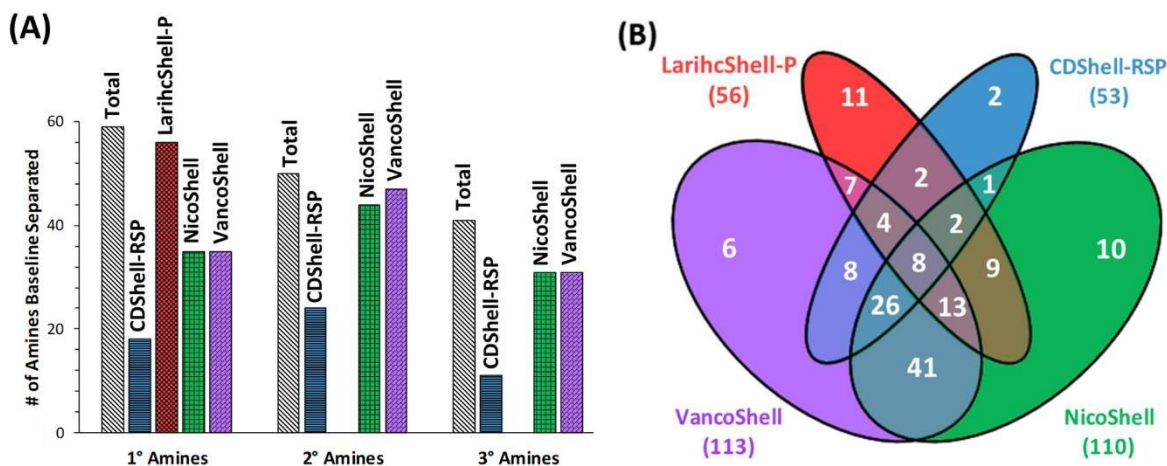 (A)
# of Amines Baseline Separated
60
40
20
0
Total
CDShell-RSP
LarihcShell-P
NicoShell
VancoShell
1° Amines
Total
CDShell-RSP
NicoShell
VancoShell
2° Amines
Total
CDShell-RSP
NicoShell
VancoShell
3° Amines
(B)
LarihcShell-P
(56)
CDShell-RSP
(53)
11
2
7
2
1
4
2
6
8
8
9
10
26
13
41
VancoShell
(113)
NicoShell
(110)